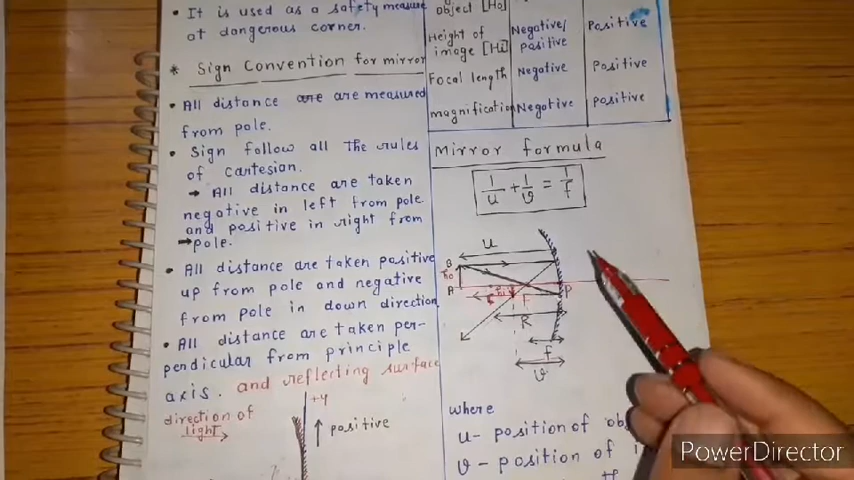 • It is used as a safety measure
at dangerous corner.
* Sign Convention for mirror
• All distance are are measured
from pole.
• Sign follow all the rules
of cartesian.
→ All distance are taken
negative in left from pole
and positive in right from
→ pole.
• All distance are taken positive
up from pole and negative
from pole in down direction
• All distance are taken per-
pendicular from principle
axis. and reflecting surface
direction of
light
+y
positive
object [Ho]
Positive
Height of
image [Hi]
Negative/
positive
Focal length
Negative
Positive
magnification
Negative
positive
Mirror formula
1/u + 1/v = 1/f
u
B
ho
A
hi
F
P
R
f
v
where
u- position of
v - position of
PowerDirector